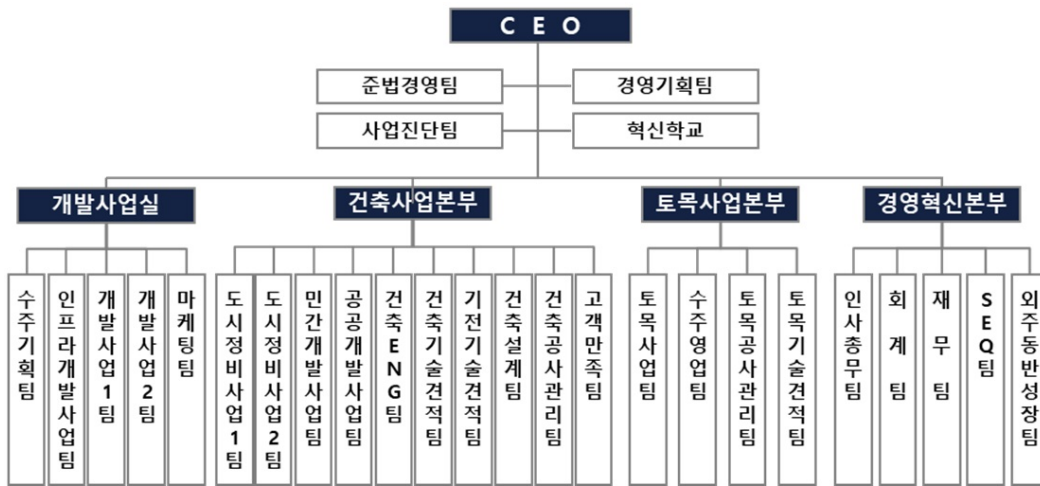 C E O
준법경영팀
경영기획팀
사업진단팀
혁신학교
개발사업실
건축사업본부
토목사업본부
경영혁신본부
수주기획팀
인프라개발사업팀
개발사업1팀
개발사업2팀
마케팅팀
도시정비사업1팀
도시정비사업2팀
민간개발사업팀
공공개발사업팀
건축ENG팀
건축기술견적팀
기전기술견적팀
건축설계팀
건축공사관리팀
고객만족팀
토목사업팀
수주영업팀
토목공사관리팀
토목기술견적팀
인사총무팀
회 계 팀
재 무 팀
SEQ팀
외주동반성장팀